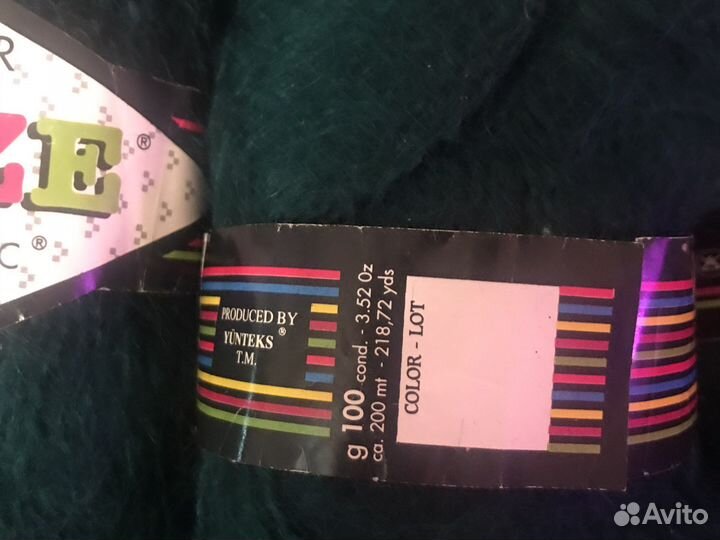 R
ZE®
C®
PRODUCED BY
YÜNTEKS®
T.M.
g 100 cond. - 3.52 Oz
ca. 200 mt - 218,72 yds
COLOR - LOT
Avito